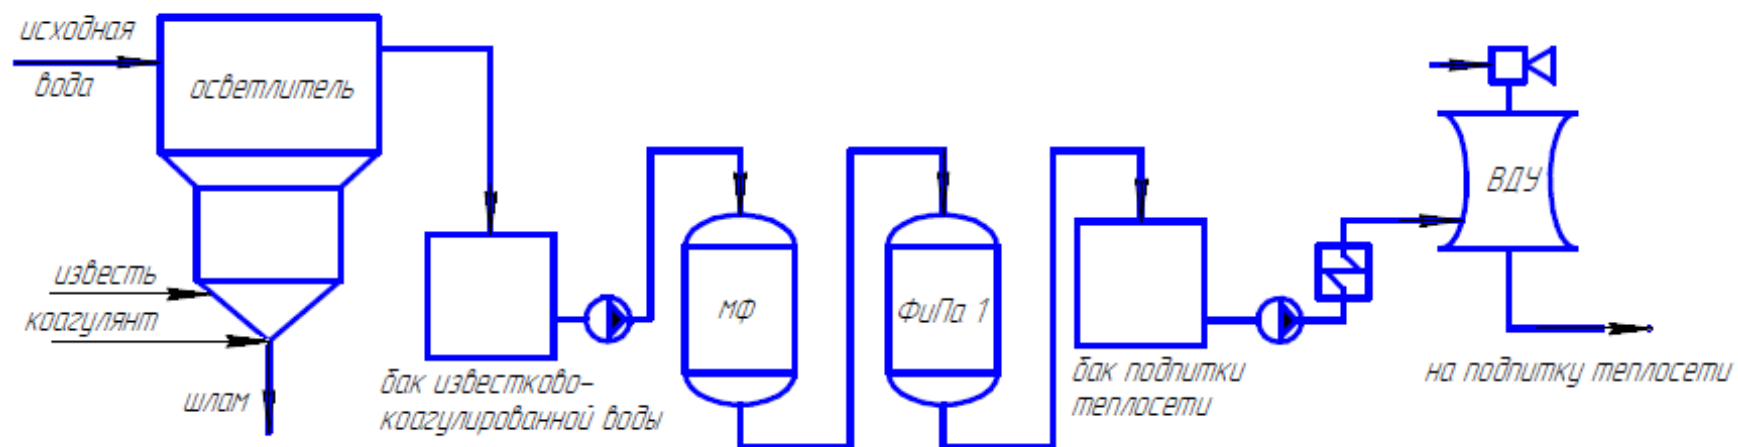 исходная
вода
осветлитель
известь
коагулянт
шлам
бак известково-
коагулированной воды
МФ
ФиПа 1
бак подпитки
теплосети
ВДУ
на подпитку теплосети